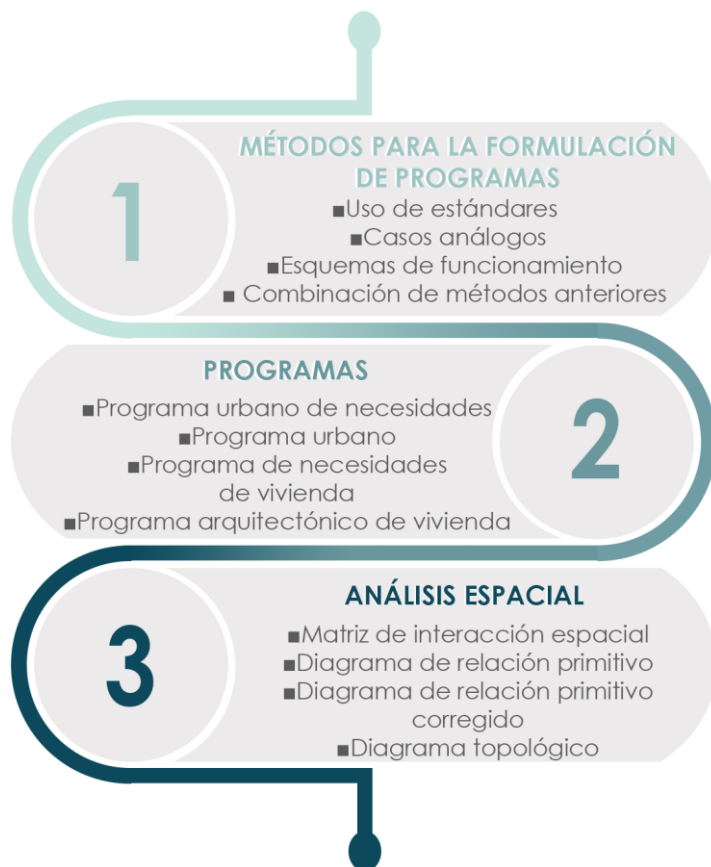 1
MÉTODOS PARA LA FORMULACIÓN
DE PROGRAMAS
■Uso de estándares
■Casos análogos
■Esquemas de funcionamiento
■ Combinación de métodos anteriores
PROGRAMAS
■Programa urbano de necesidades
■Programa urbano
■Programa de necesidades
de vivienda
■Programa arquitectónico de vivienda
2
3
ANÁLISIS ESPACIAL
■Matriz de interacción espacial
■Diagrama de relación primitivo
■Diagrama de relación primitivo
corregido
■Diagrama topológico